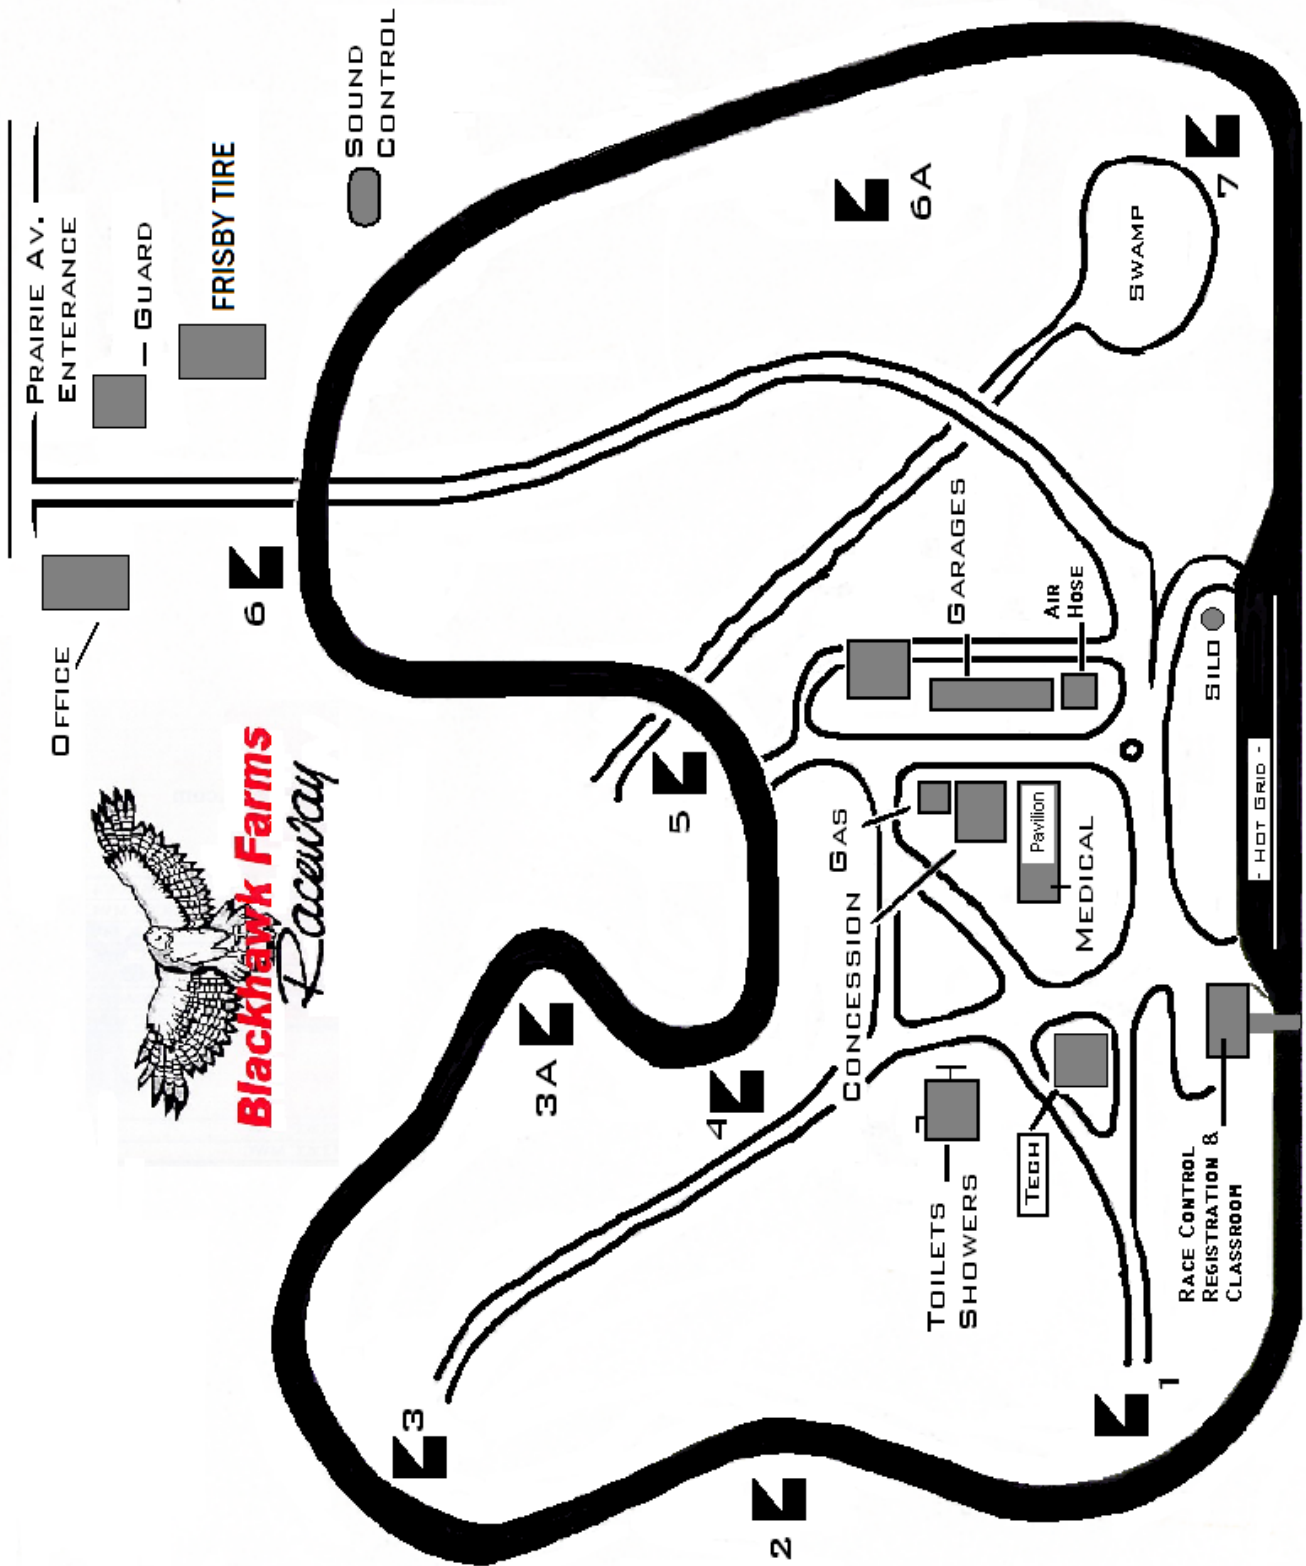 PRAIRIE AV.
ENTERANCE
GUARD
FRISBY TIRE
SOUND
CONTROL
OFFICE
Blackhawk Farms
Raceway
6
6A
7
SWAMP
5
GARAGES
AIR
HOSE
SILO
- HOT GRID -
GAS
CONCESSION
Pavilion
MEDICAL
3A
4
TECH
TOILETS
SHOWERS
RACE CONTROL
REGISTRATION &
CLASSROOM
3
2
1